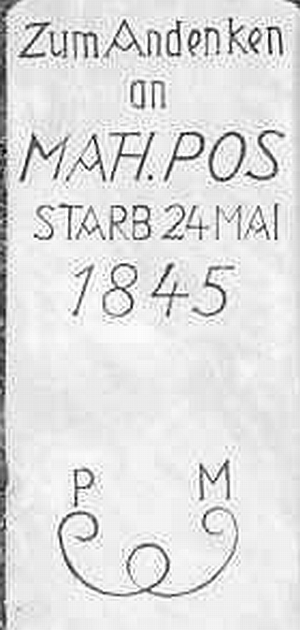 Zum Andenken
an
MATH. POS
STARB 24 MAI
1845
P M